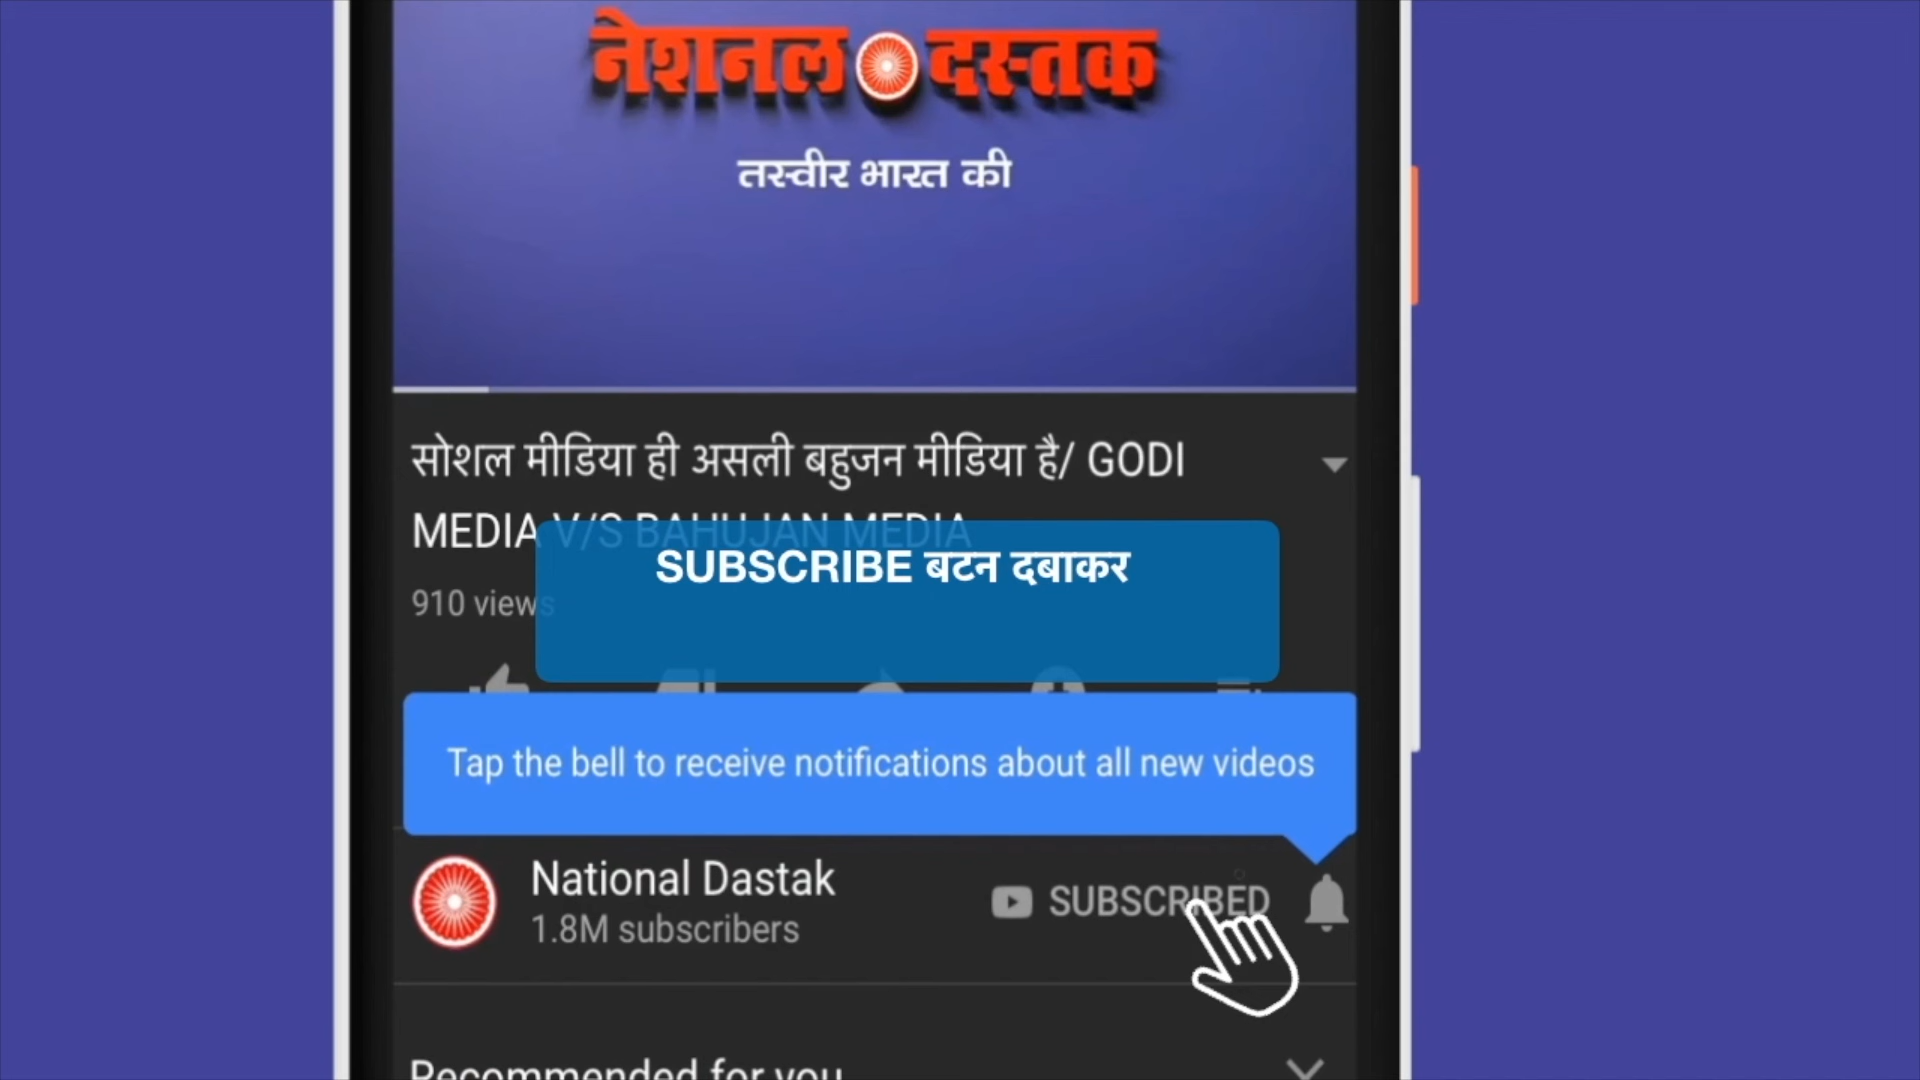 नेशनल दस्तक
तस्वीर भारत की
सोशल मीडिया ही असली बहुजन मीडिया है/ GODI
MEDIA V/S BAHUJAN MEDIA
SUBSCRIBE बटन दबाकर
910 views
Tap the bell to receive notifications about all new videos
National Dastak
SUBSCRIBED
1.8M subscribers
Recommended for you